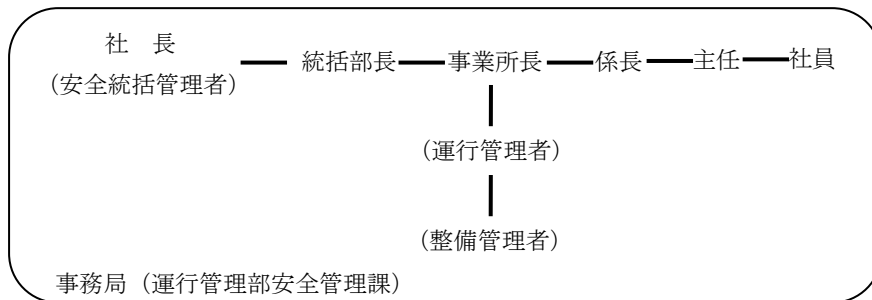 社　長
(安全統括管理者)
統括部長
事業所長
係長
主任
社員
(運行管理者)
(整備管理者)
事務局（運行管理部安全管理課）